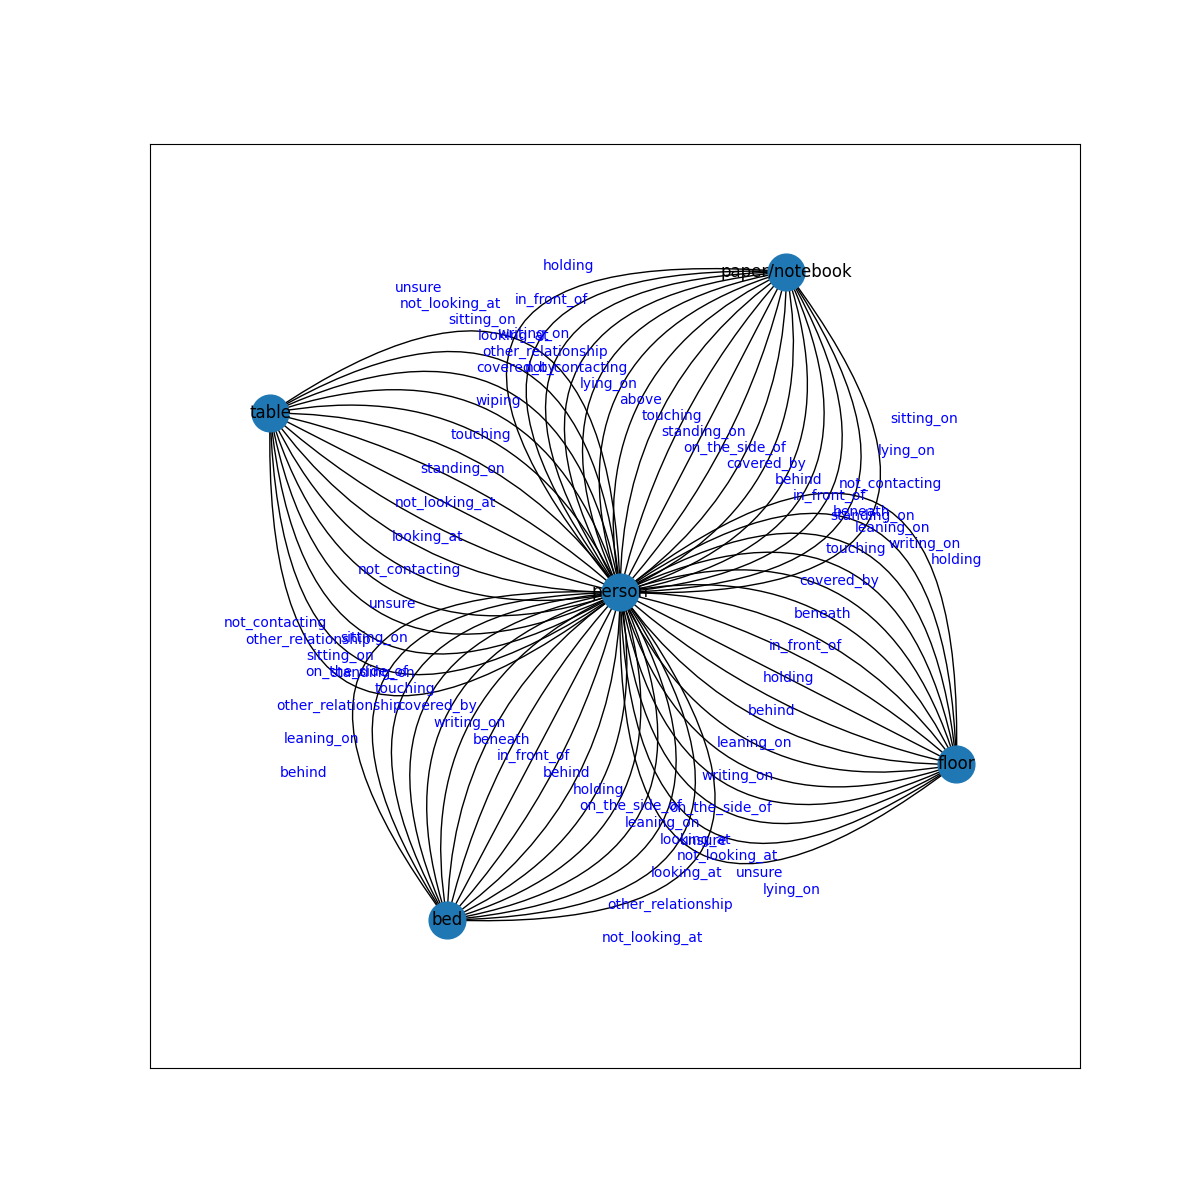 holding
paper/notebook
unsure
in_front_of
not_looking_at
sitting_on
writing_on
looking_at
other_relationship
covered_by
not_contacting
lying_on
wiping
above
table
touching
sitting_on
touching
standing_on
lying_on
on_the_side_of
covered_by
standing_on
behind
not_contacting
in_front_of
not_looking_at
beneath
standing_on
leaning_on
looking_at
writing_on
touching
holding
not_contacting
covered_by
person
unsure
beneath
not_contacting
other_relationship
sitting_on
in_front_of
sitting_on
on_the_side_of
standing_on
holding
touching
other_relationship
covered_by
behind
writing_on
leaning_on
beneath
leaning_on
in_front_of
floor
behind
behind
writing_on
holding
on_the_side_of
on_the_side_of
leaning_on
looking_at
unsure
not_looking_at
looking_at
unsure
lying_on
other_relationship
bed
not_looking_at